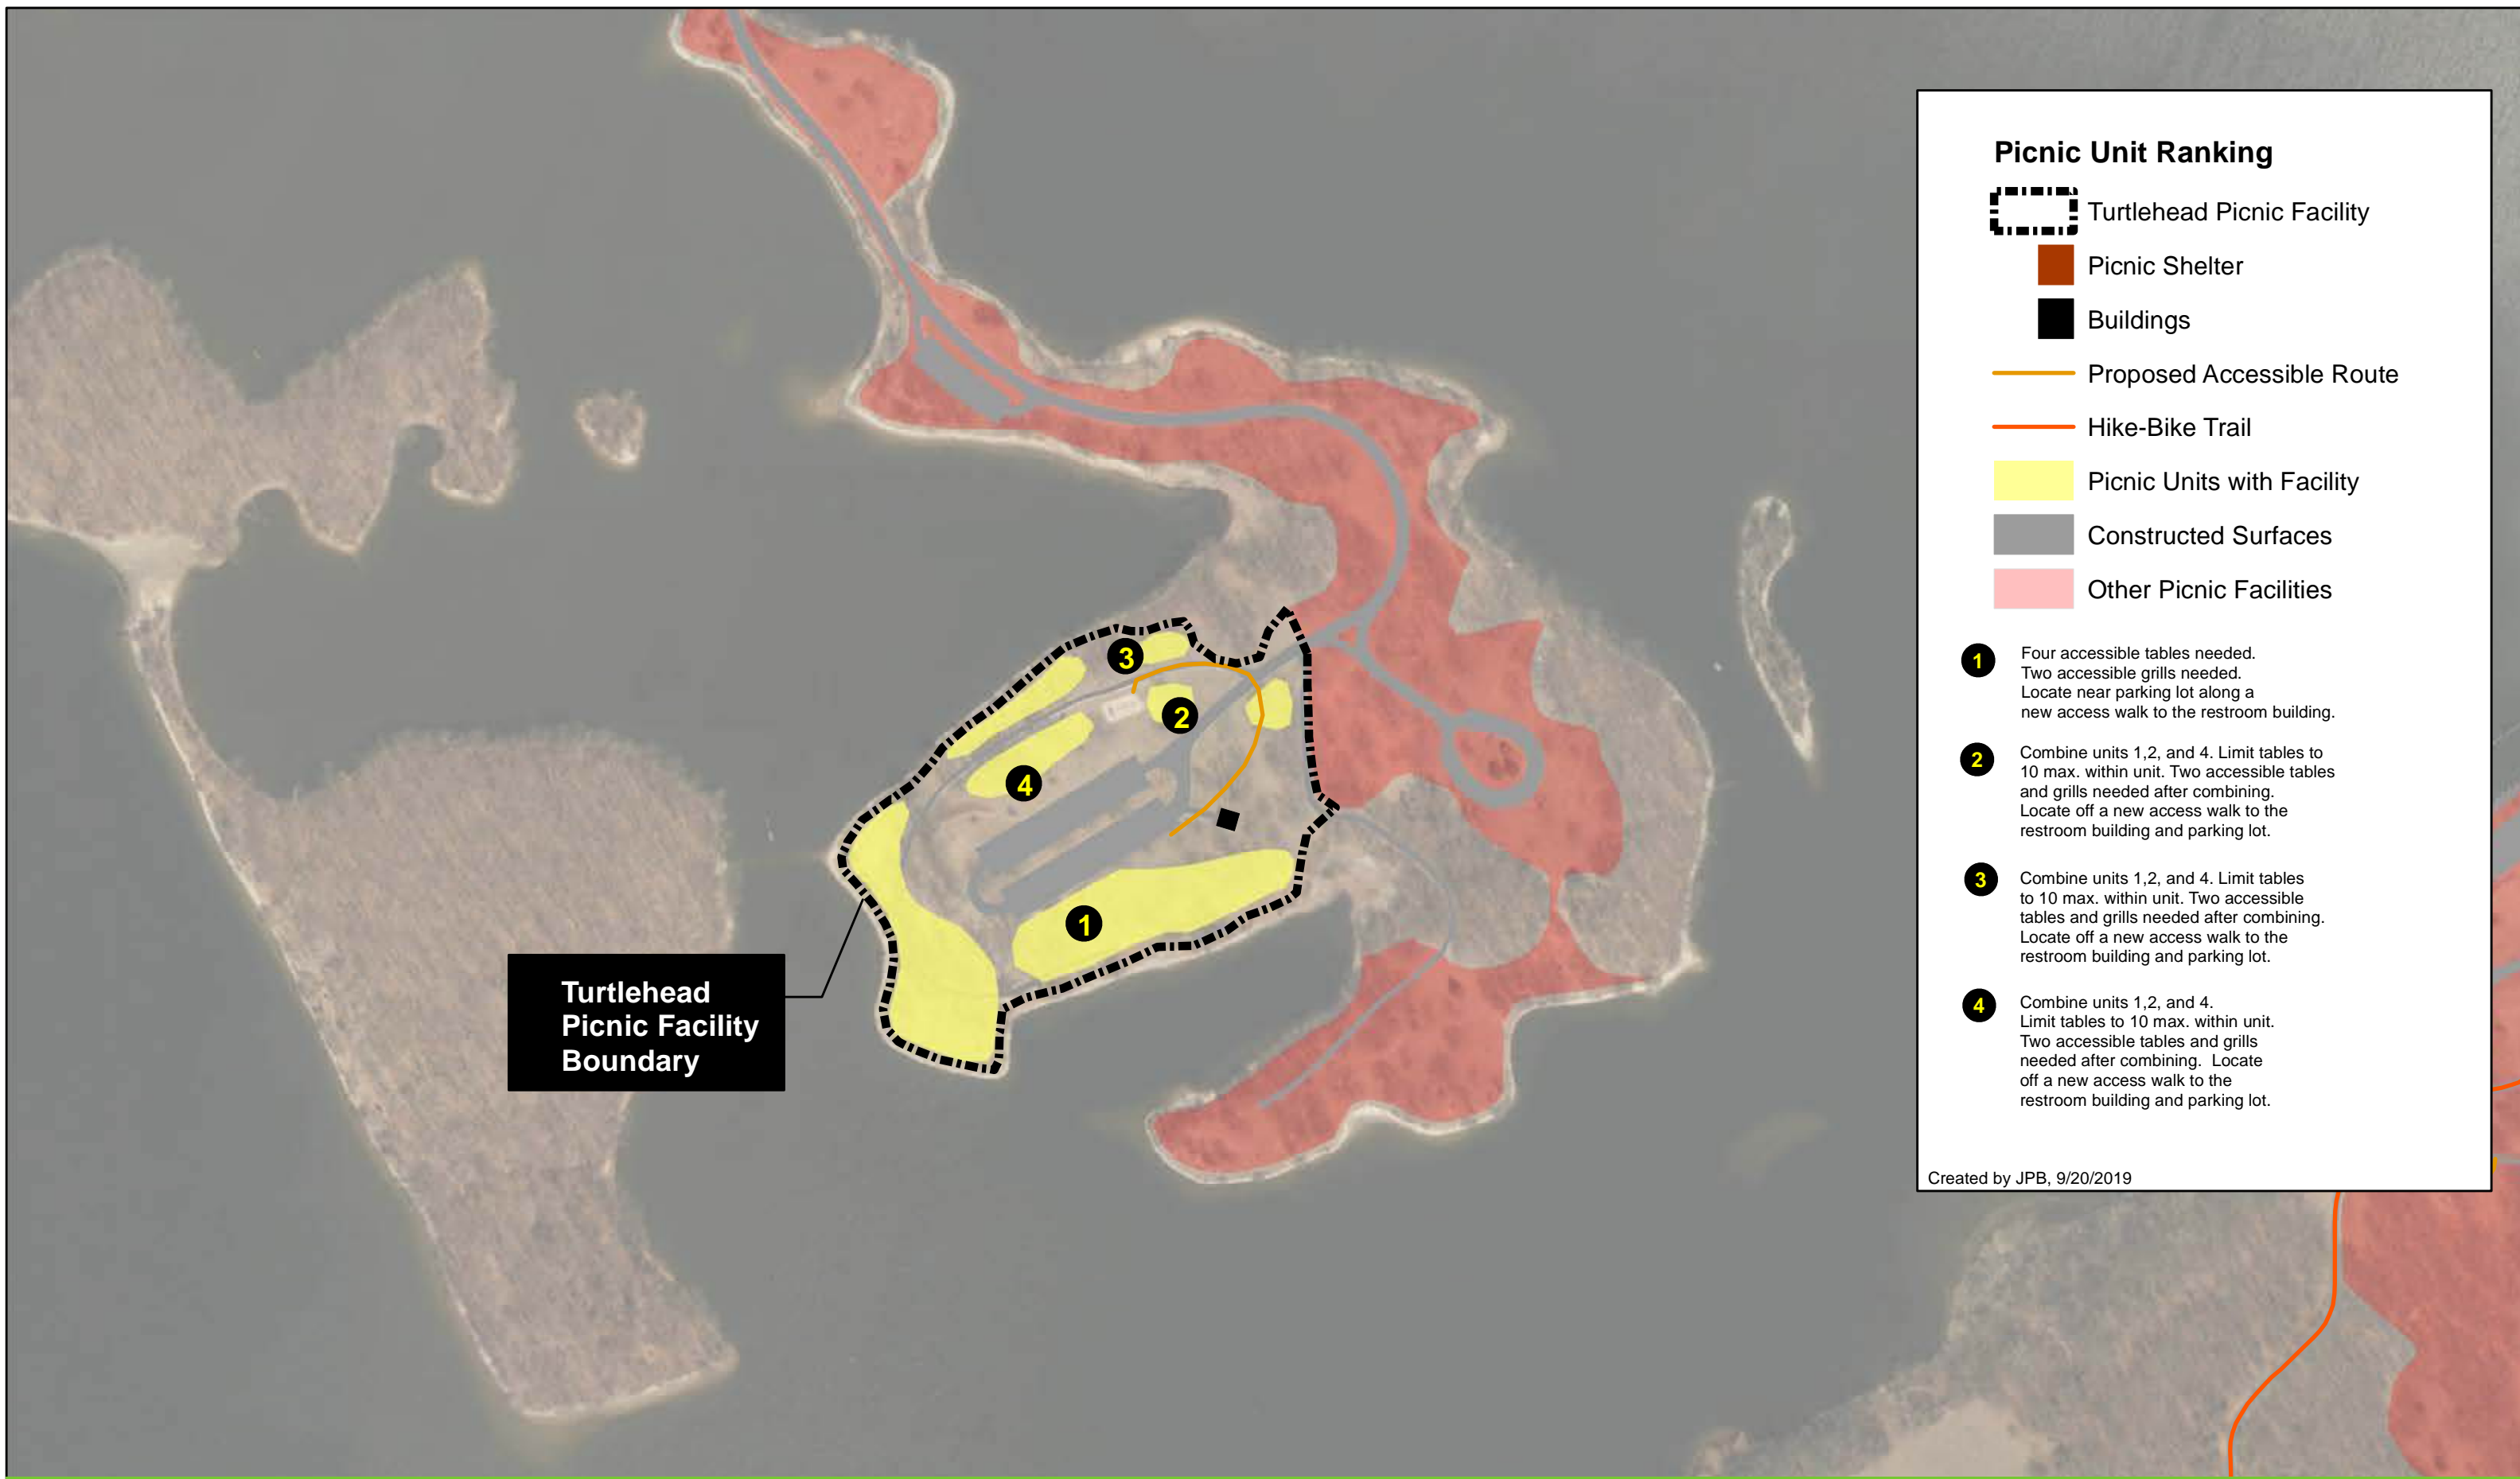 Picnic Unit Ranking
Turtlehead Picnic Facility
Picnic Shelter
Buildings
Proposed Accessible Route
Hike-Bike Trail
Picnic Units with Facility
Constructed Surfaces
Other Picnic Facilities
1
Four accessible tables needed.
Two accessible grills needed.
Locate near parking lot along a
new access walk to the restroom building.
2
Combine units 1,2, and 4. Limit tables to
10 max. within unit. Two accessible tables
and grills needed after combining.
Locate off a new access walk to the
restroom building and parking lot.
3
Combine units 1,2, and 4. Limit tables
to 10 max. within unit. Two accessible
tables and grills needed after combining.
Locate off a new access walk to the
restroom building and parking lot.
4
Combine units 1,2, and 4.
Limit tables to 10 max. within unit.
Two accessible tables and grills
needed after combining.  Locate
off a new access walk to the
restroom building and parking lot.
Created by JPB, 9/20/2019
3
2
4
1
Turtlehead
Picnic Facility
Boundary